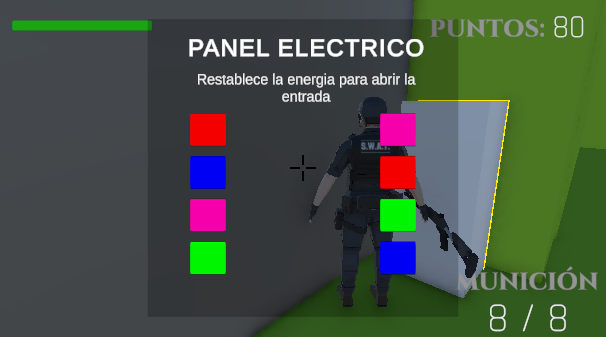 PUNTOS: 80
PANEL ELECTRICO
Restablece la energia para abrir la
entrada
S.W.A.T.
MUNICIÓN
8 / 8